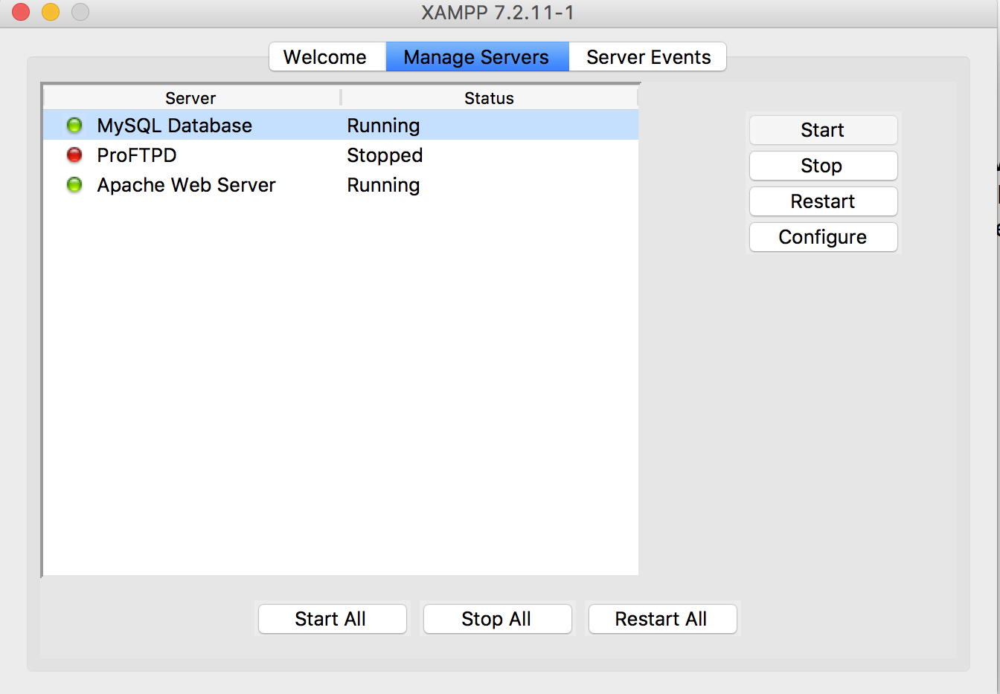 XAMPP 7.2.11-1
Welcome Manage Servers Server Events
Server Status
MySQL Database Running
ProFTPD Stopped
Apache Web Server Running
Start
Stop
Restart
Configure
Start All Stop All Restart All